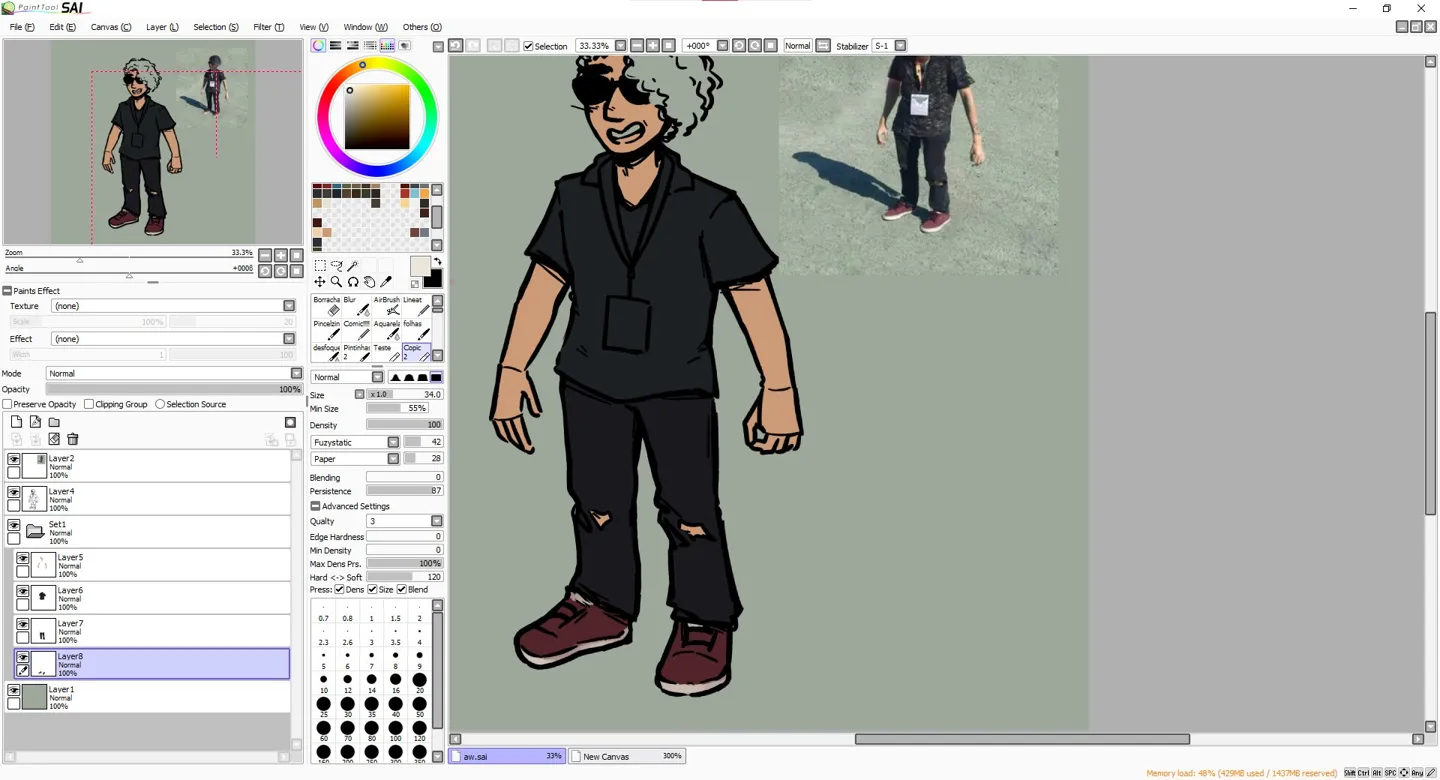 PaintTool SAI
File (F) Edit (E) Canvas (C) Layer (L) Selection (S) Filter (T) View (V) Window (W) Others (O)
Selection 33.33% +000° Normal Stabilizer S-1
Zoom 33.3%
Angle +000θ
Paints Effect
Texture (none)
Scale 100% 20
Effect (none)
Width 1 100
Mode Normal
Opacity 100%
Preserve Opacity Clipping Group Selection Source
Layer2
Normal
100%
Layer4
Normal
100%
Set1
Normal
100%
Layer5
Normal
100%
Layer6
Normal
100%
Layer7
Normal
100%
Layer8
Normal
100%
Layer1
Normal
100%
Borracha Blur AirBrush Lineat
Pincelzin Comic!!!! Aquarela folhas
desfoque Pintinhas 2 Teste Copic 2
Normal
Size x 1.0 34.0
Min Size 55%
Density 100
Fuzystatic 42
Paper 28
Blending 0
Persistence 87
Advanced Settings
Qualty 3
Edge Hardness 0
Min Density 0
Max Dens Prs. 100%
Hard <-> Soft 120
Press: Dens Size Blend
0.7 0.8 1 1.5 2
2.3 2.6 3 3.5 4
5 6 7 8 9
10 12 14 16 20
25 30 35 40 50
60 70 80 100 120
160 200 250 300 350
aw.sai 33% New Canvas 300%
Memory load: 48% (429MB used / 1437MB reserved) Shift Ctrl Alt SPC Any